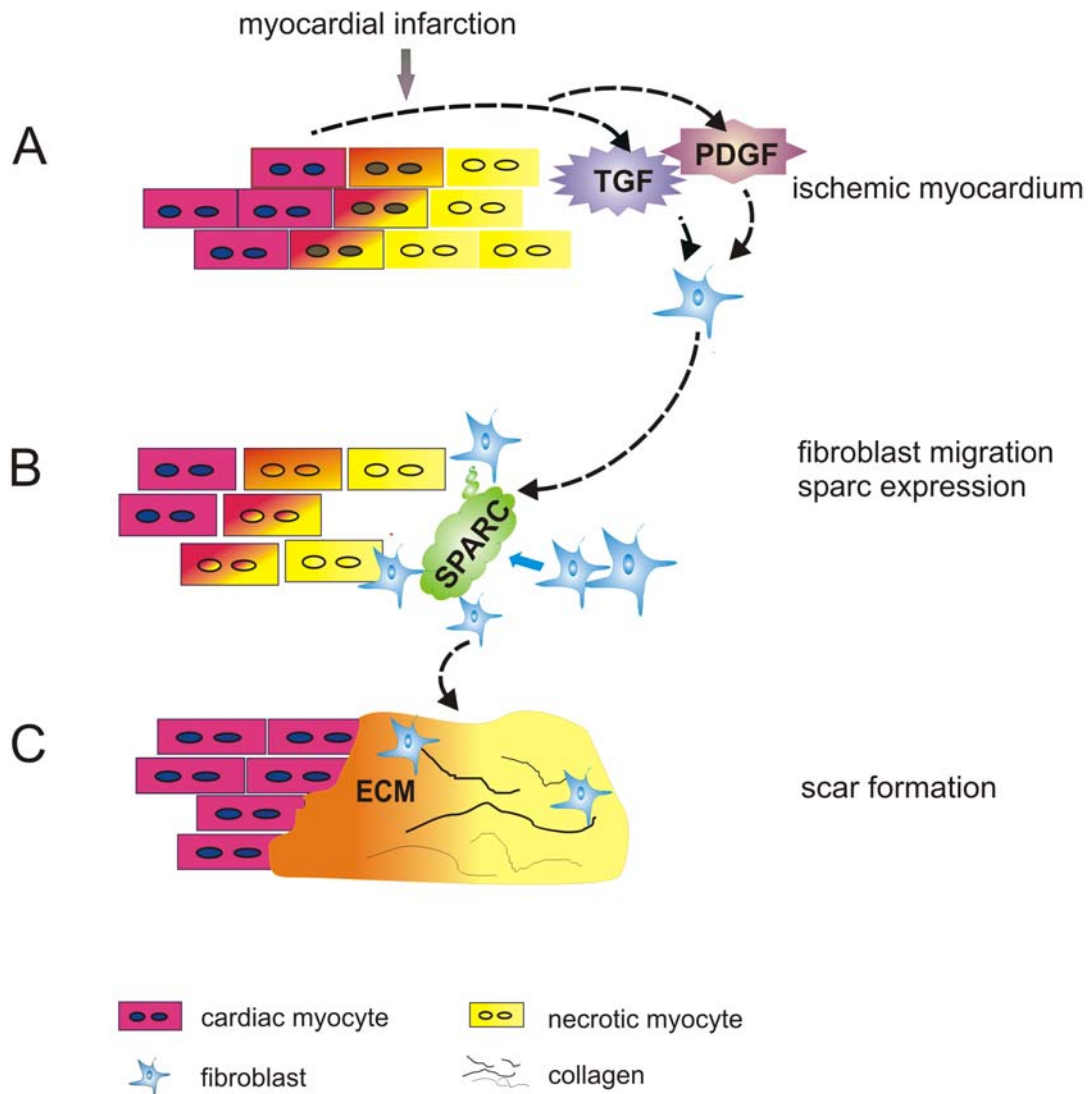 myocardial infarction
A
TGF
PDGF
ischemic myocardium
B
SPARC
fibroblast migration
sparc expression
C
ECM
scar formation
cardiac myocyte
necrotic myocyte
fibroblast
collagen